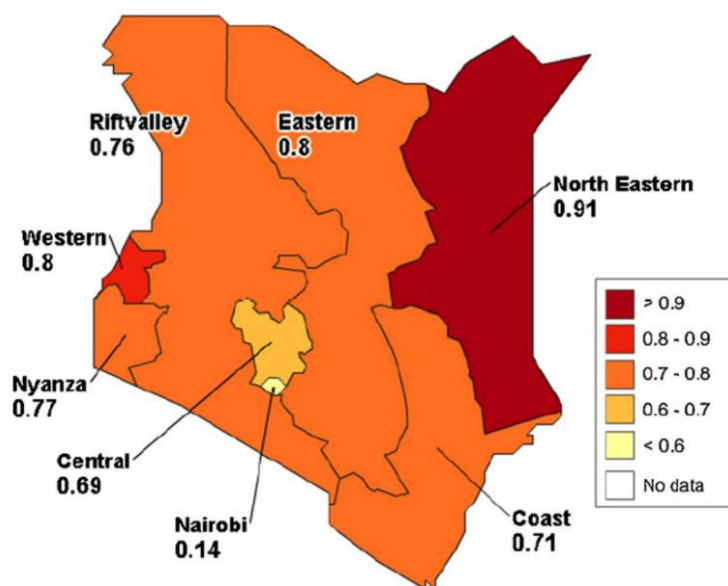 Riftvalley
0.76
Eastern
0.8
North Eastern
0.91
Western
0.8
Nyanza
0.77
Central
0.69
Nairobi
0.14
Coast
0.71
> 0.9
0.8 - 0.9
0.7 - 0.8
0.6 - 0.7
< 0.6
No data